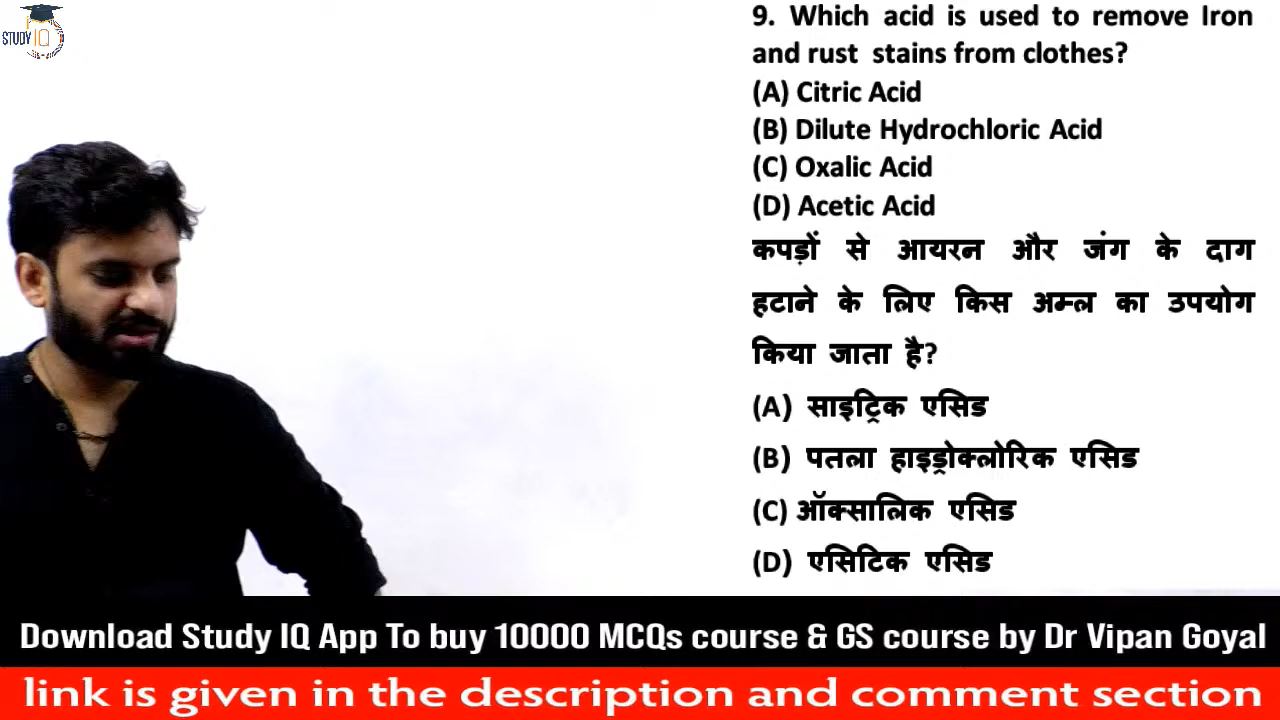 STUDY IQ
9. Which acid is used to remove Iron
and rust stains from clothes?
(A) Citric Acid
(B) Dilute Hydrochloric Acid
(C) Oxalic Acid
(D) Acetic Acid
कपड़ों से आयरन और जंग के दाग
हटाने के लिए किस अम्ल का उपयोग
किया जाता है?
(A) साइट्रिक एसिड
(B) पतला हाइड्रोक्लोरिक एसिड
(C) ऑक्सालिक एसिड
(D) एसिटिक एसिड
Download Study IQ App To buy 10000 MCQs course & GS course by Dr Vipan Goyal
link is given in the description and comment section